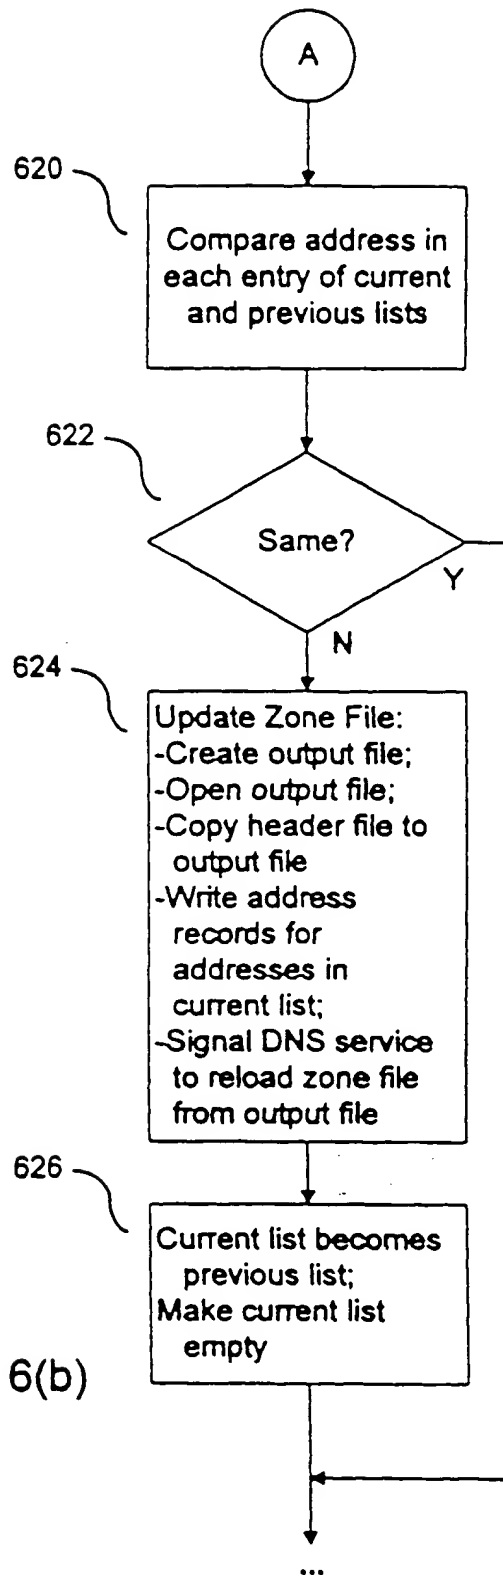 A
620
Compare address in
each entry of current
and previous lists
622
Same?
Y
N
624
Update Zone File:
-Create output file;
-Open output file;
-Copy header file to
output file
-Write address
records for
addresses in
current list;
-Signal DNS service
to reload zone file
from output file
626
Current list becomes
previous list;
Make current list
empty
6(b)
...